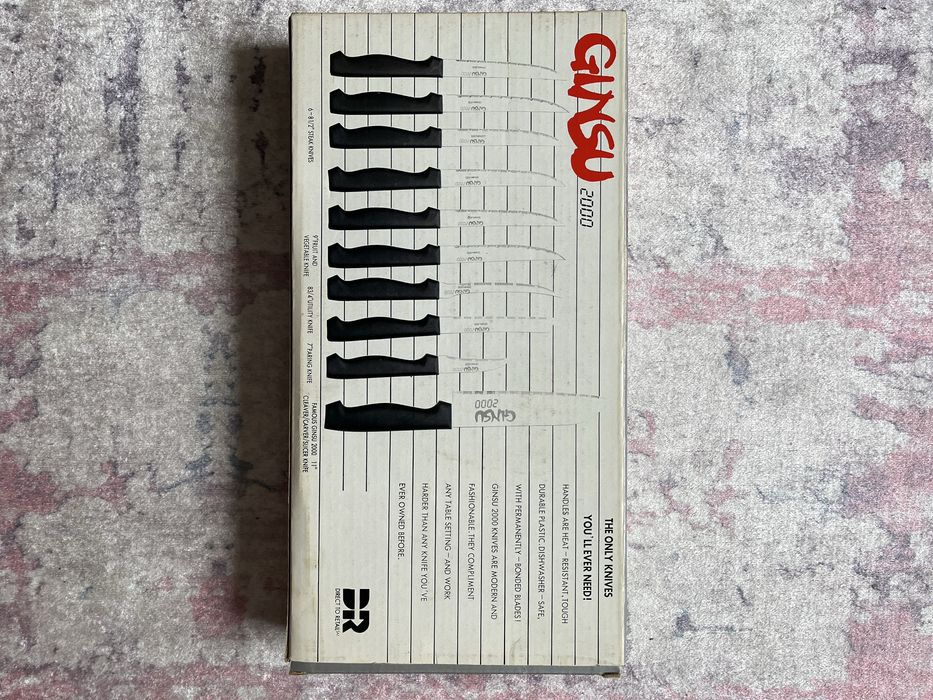 GINSU
2000
THE ONLY KNIVES
YOU'LL EVER NEED!
HANDLES ARE HEAT – RESISTANT, TOUGH
DURABLE PLASTIC. DISHWASHER – SAFE,
WITH PERMANENTLY – BONDED BLADES!
GINSU 2000 KNIVES ARE MODERN AND
FASHIONABLE. THEY COMPLIMENT
ANY TABLE SETTING – AND WORK
HARDER THAN ANY KNIFE YOU'VE
EVER OWNED BEFORE.
GINSU
2000
6–8 1/2" STEAK KNIVES
9" FRUIT AND
VEGETABLE KNIFE
8 3/4" UTILITY KNIFE
7" PARING KNIFE
FAMOUS GINSU 2000 11"
"CLEAVER/CARVER/SLICER KNIFE
DIRECT TO RETAIL